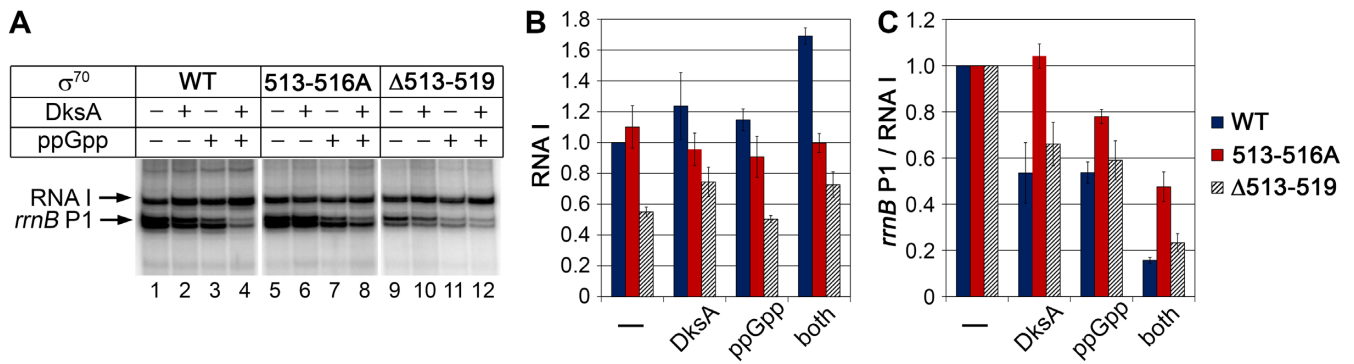 A
σ70 WT 513-516A Δ513-519
DksA – + – + – + – + – + – +
ppGpp – – + + – – + + – – + +
RNA I
rrnB P1
1 2 3 4 5 6 7 8 9 10 11 12
B
RNA I
1.8
1.6
1.4
1.2
1.0
0.8
0.6
0.4
0.2
0
— DksA ppGpp both
C
rrnB P1 / RNA I
1.2
1.0
0.8
0.6
0.4
0.2
0
— DksA ppGpp both
WT
513-516A
Δ513-519